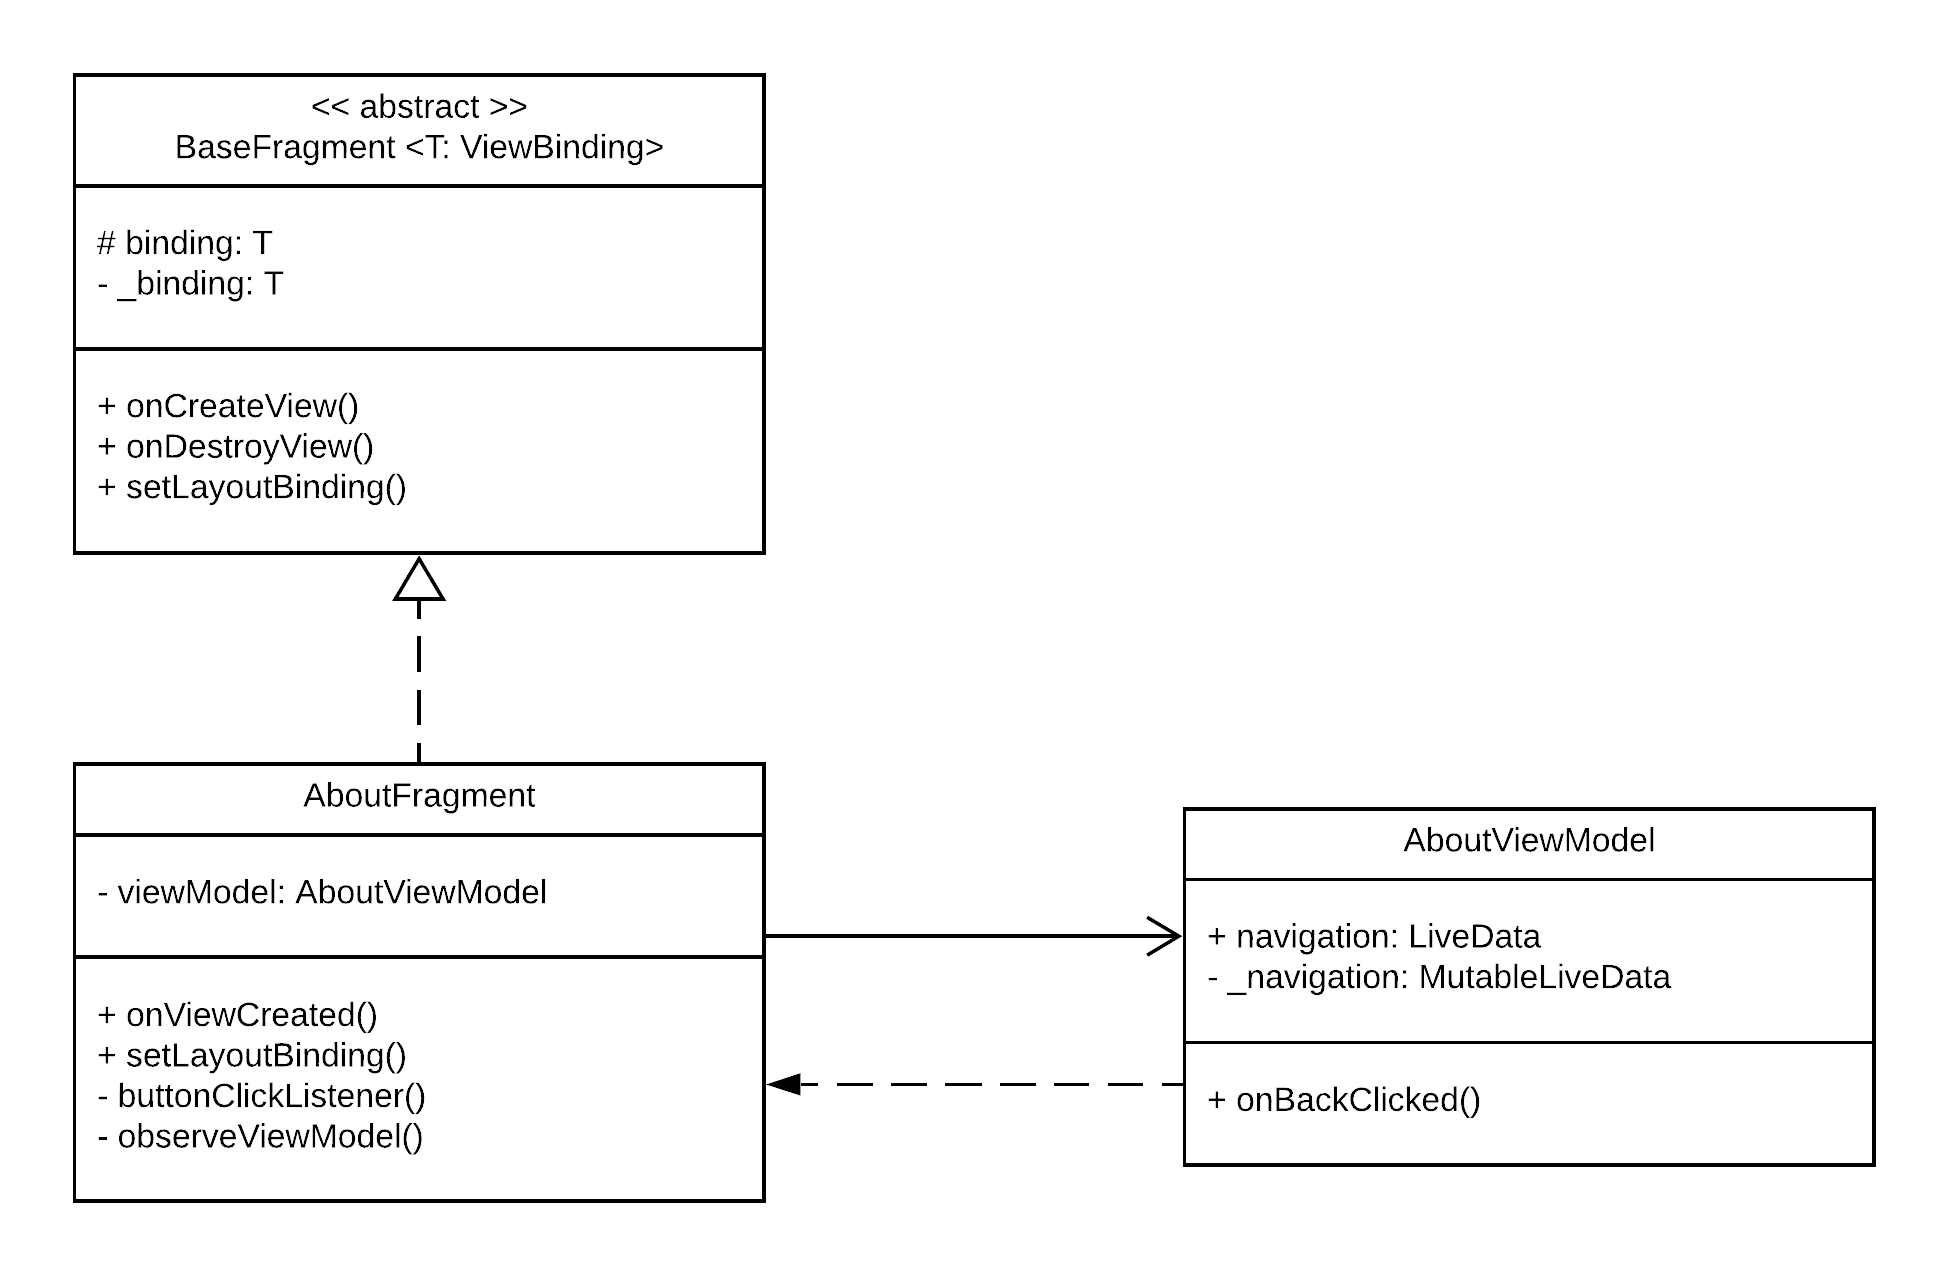 << abstract >>
BaseFragment <T: ViewBinding>
# binding: T
- _binding: T
+ onCreateView()
+ onDestroyView()
+ setLayoutBinding()
AboutFragment
- viewModel: AboutViewModel
+ onViewCreated()
+ setLayoutBinding()
- buttonClickListener()
- observeViewModel()
AboutViewModel
+ navigation: LiveData
- _navigation: MutableLiveData
+ onBackClicked()